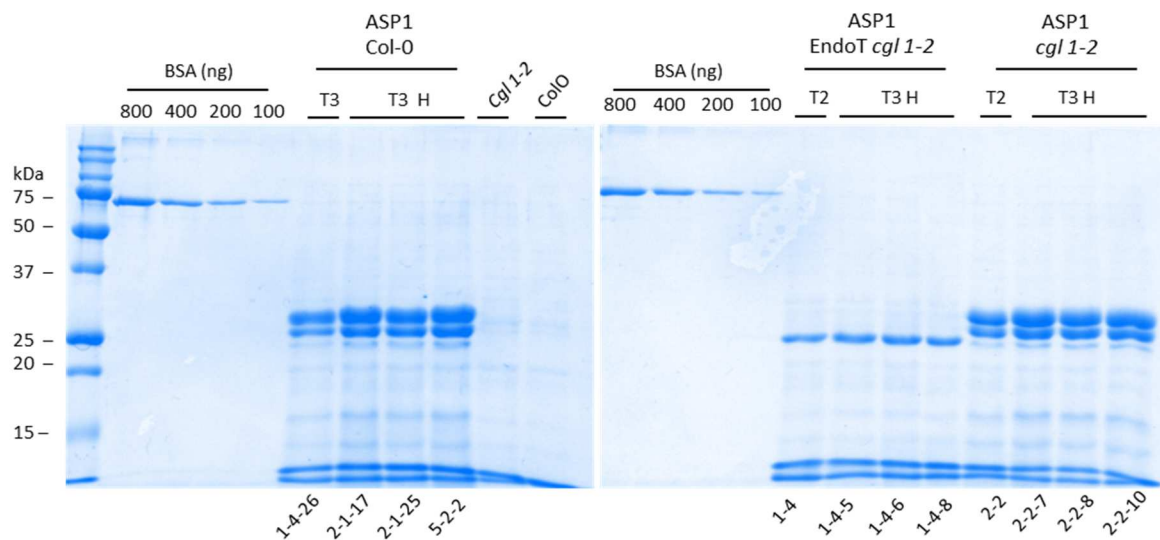 ASP1
Col-0
BSA (ng)
T3
T3 H
Cgl 1-2
ColO
800 400 200 100
ASP1
EndoT cgl 1-2
ASP1
cgl 1-2
BSA (ng)
T2
T3 H
T2
T3 H
800 400 200 100
kDa
75 –
50 –
37 –
25 –
20 –
15 –
1-4-26
2-1-17
2-1-25
5-2-2
1-4
1-4-5
1-4-6
1-4-8
2-2
2-2-7
2-2-8
2-2-10